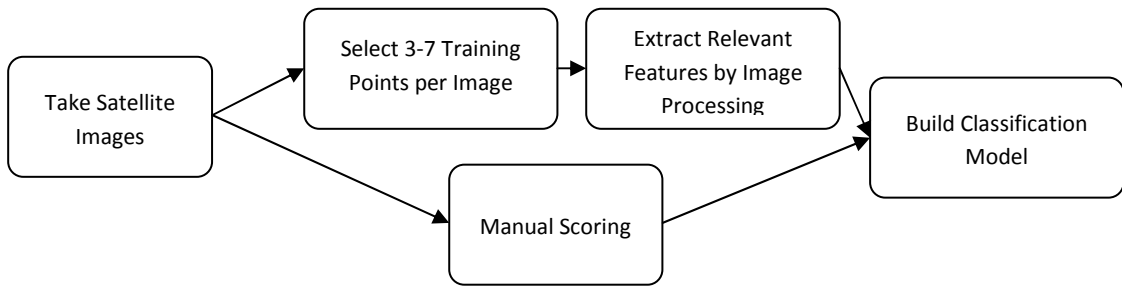 Take Satellite
Images
Select 3-7 Training
Points per Image
Extract Relevant
Features by Image
Processing
Manual Scoring
Build Classification
Model